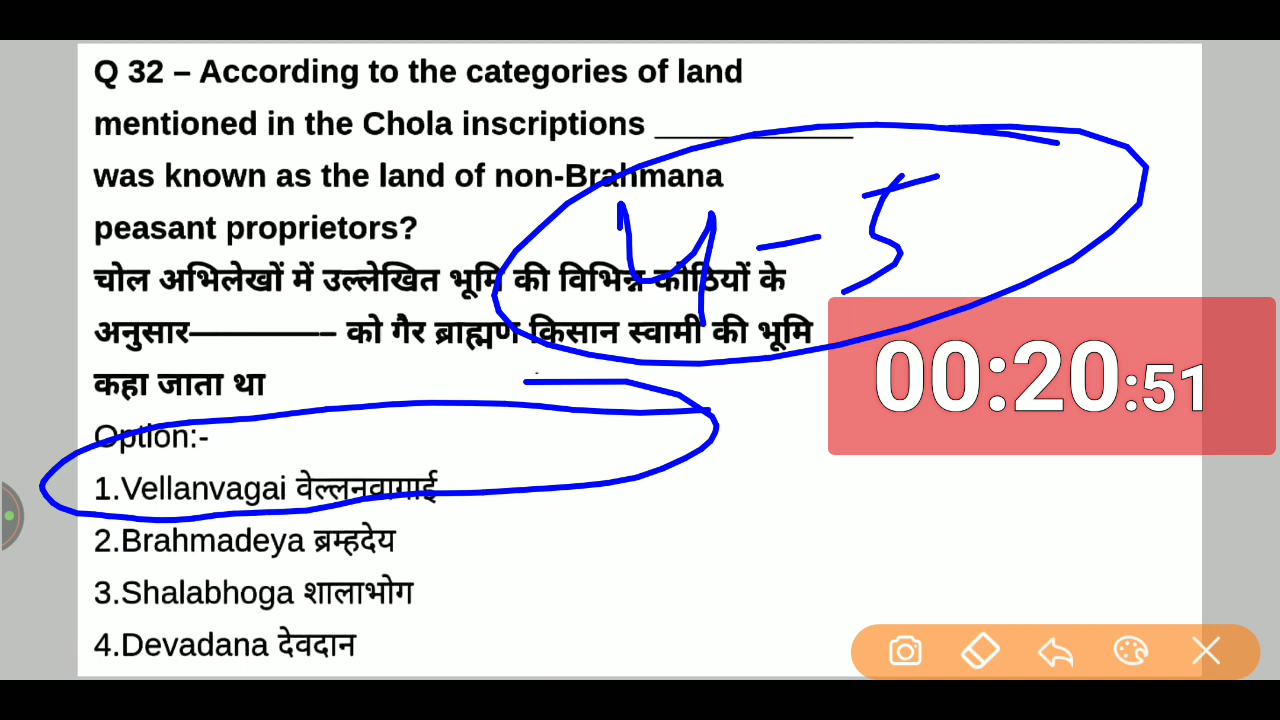 Q 32 – According to the categories of land
mentioned in the Chola inscriptions ___________
was known as the land of non-Brahmana
peasant proprietors?
चोल अभिलेखों में उल्लेखित भूमि की विभिन्न कोठियों के
अनुसार————– को गैर ब्राह्मण किसान स्वामी की भूमि
कहा जाता था
Option:-
1.Vellanvagai वेल्लनवागाई
2.Brahmadeya ब्रम्हदेय
3.Shalabhoga शालाभोग
4.Devadana देवदान
4 – 5
00:20:51